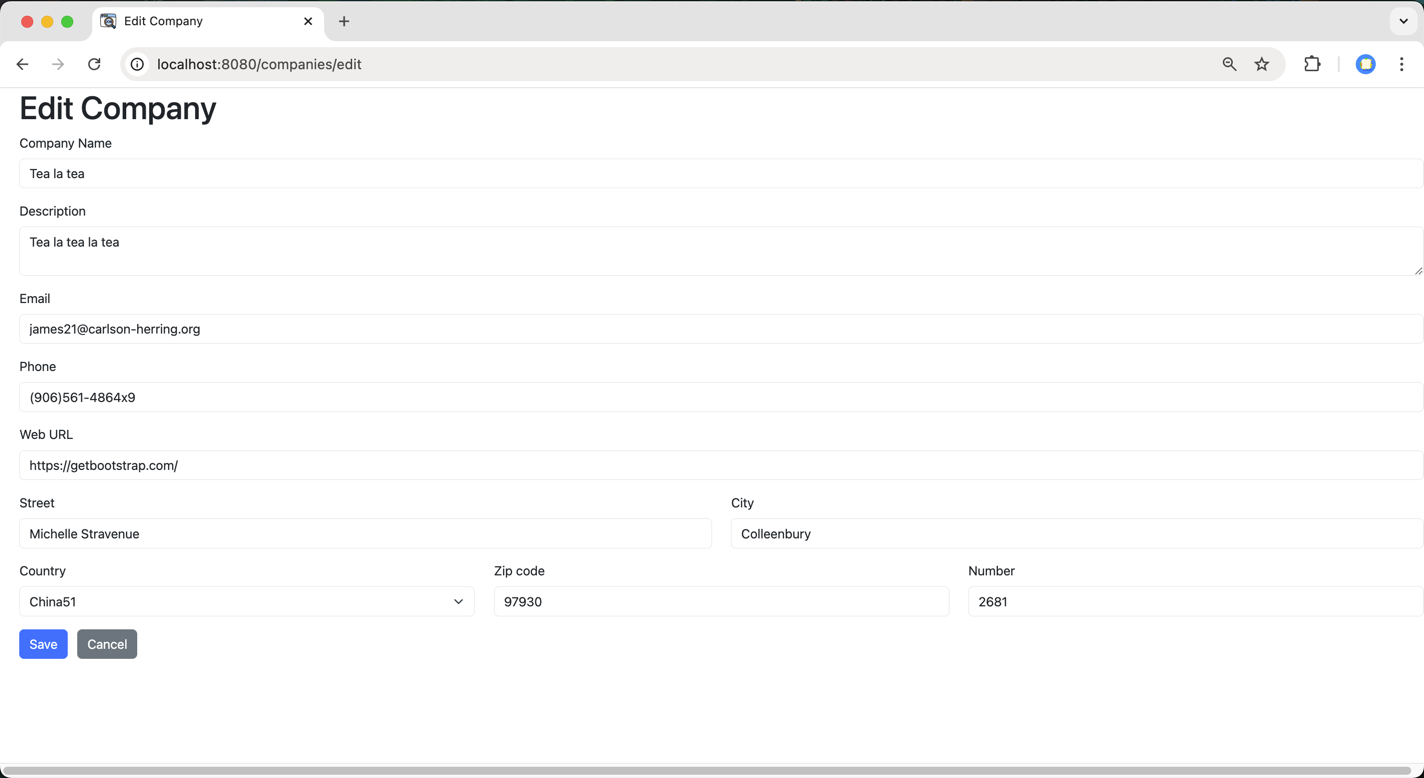 Edit Company
localhost:8080/companies/edit
Edit Company
Company Name
Tea la tea
Description
Tea la tea la tea
Email
james21@carlson-herring.org
Phone
(906)561-4864x9
Web URL
https://getbootstrap.com/
Street City
Michelle Stravenue Colleenbury
Country Zip code Number
China51 97930 2681
Save Cancel